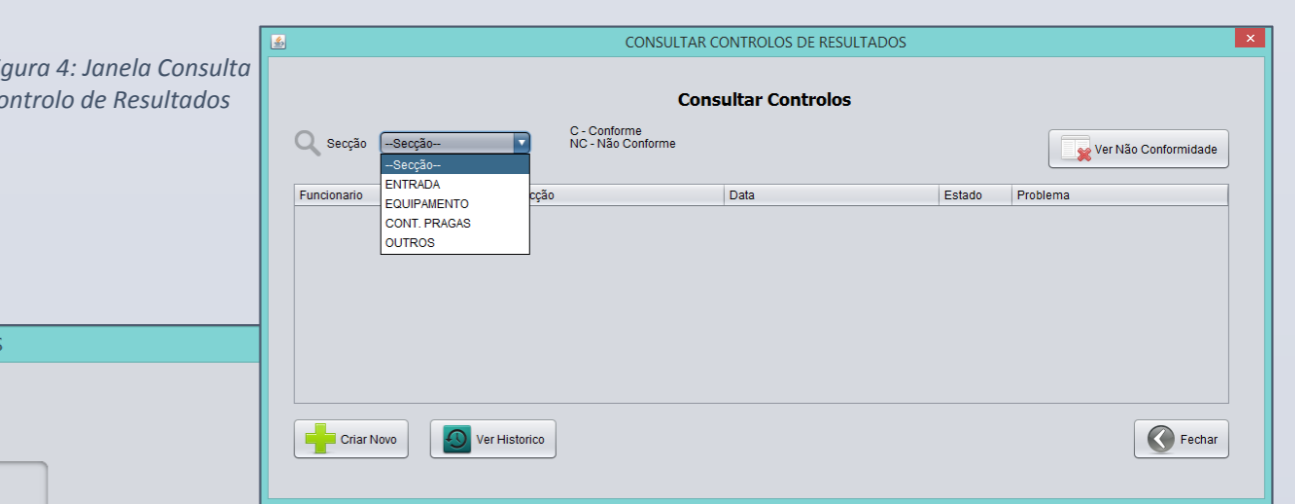 gura 4: Janela Consulta
ontrolo de Resultados
CONSULTAR CONTROLOS DE RESULTADOS
Consultar Controlos
Secção
--Secção--
C - Conforme
NC - Não Conforme
Ver Não Conformidade
--Secção--
ENTRADA
EQUIPAMENTO
CONT. PRAGAS
OUTROS
Funcionario
cção
Data
Estado
Problema
S
Criar Novo
Ver Historico
Fechar